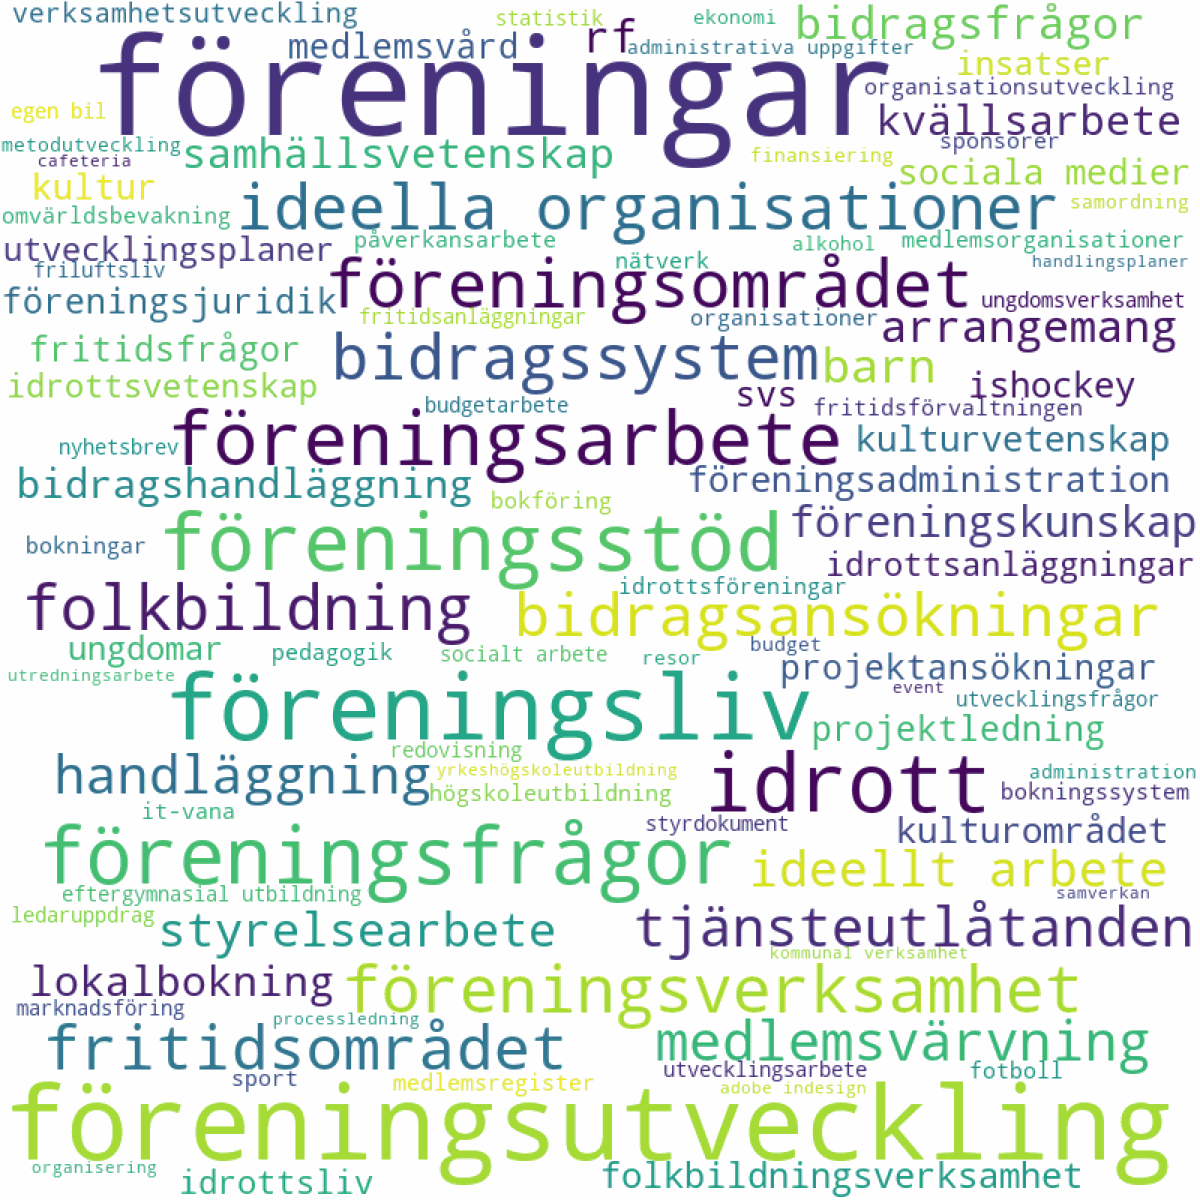 verksamhetsutveckling
statistik
ekonomi
bidragsfrågor
medlemsvård
rf
administrativa uppgifter
föreningar
insatser
organisationsutveckling
egen bil
kvällsarbete
metodutveckling
samhällsvetenskap
sponsorer
cafeteria
finansiering
sociala medier
kultur
ideella organisationer
samordning
omvärldsbevakning
utvecklingsplaner
påverkansarbete
alkohol
medlemsorganisationer
nätverk
handlingsplaner
friluftsliv
föreningsområdet
föreningsjuridik
ungdomsverksamhet
fritidsanläggningar
organisationer
arrangemang
fritidsfrågor
bidragssystem
barn
idrottsvetenskap
svs
ishockey
budgetarbete
fritidsförvaltningen
nyhetsbrev
föreningsarbete
kulturvetenskap
bidragshandläggning
föreningsadministration
bokföring
föreningsstöd
föreningskunskap
bokningar
idrottsanläggningar
idrottsföreningar
folkbildning
bidragsansökningar
ungdomar
pedagogik
socialt arbete
resor
budget
projektansökningar
utredningsarbete
event
utvecklingsfrågor
föreningsliv
projektledning
redovisning
handläggning
yrkeshögskoleutbildning
idrott
administration
högskoleutbildning
bokningssystem
it-vana
styrdokument
kulturområdet
föreningsfrågor
ideellt arbete
eftergymnasial utbildning
samverkan
ledaruppdrag
styrelsearbete
tjänsteutlåtanden
kommunal verksamhet
lokalbokning
föreningsverksamhet
marknadsföring
processledning
fritidsområdet
medlemsvärvning
utvecklingsarbete
fotboll
sport
medlemsregister
adobe indesign
föreningsutveckling
organisering
idrottsliv
folkbildningsverksamhet